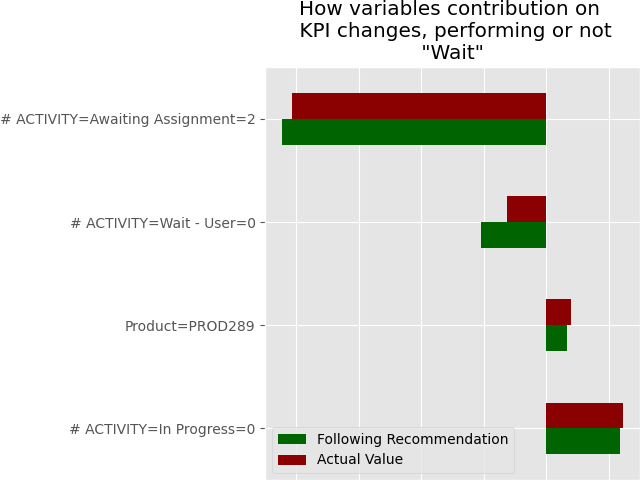 How variables contribution on
KPI changes, performing or not
"Wait"
# ACTIVITY=Awaiting Assignment=2
# ACTIVITY=Wait - User=0
Product=PROD289
# ACTIVITY=In Progress=0
Following Recommendation
Actual Value